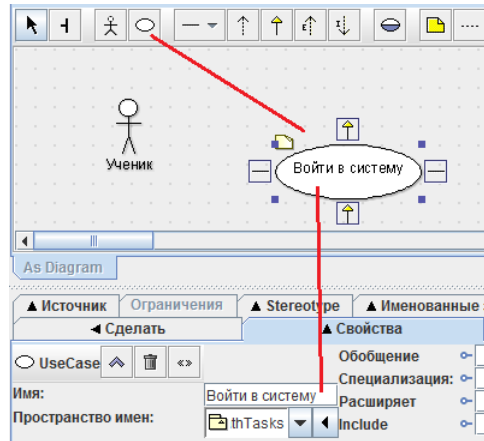 Ученик
Войти в систему
As Diagram
▲ Источник Ограничения ▲ Stereotype ▲ Именованные
◄ Сделать ▲ Свойства
UseCase
Обобщение
Специализация:
Имя: Войти в систему Расширяет
Пространство имен: thTasks Include